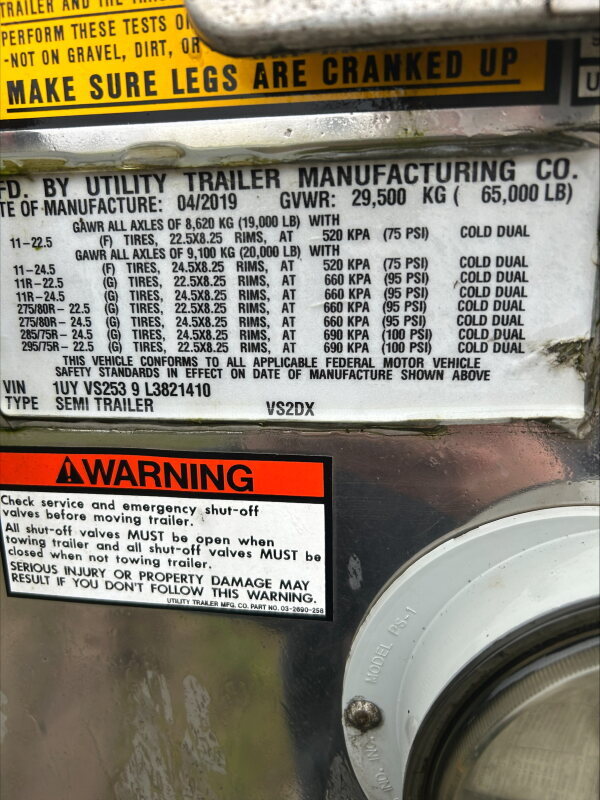 TRAILER AND THE
PERFORM THESE TESTS O
-NOT ON GRAVEL, DIRT, OR
MAKE SURE LEGS ARE CRANKED UP
FD. BY UTILITY TRAILER MANUFACTURING CO.
TE OF MANUFACTURE: 04/2019 GVWR: 29,500 KG ( 65,000 LB)
GAWR ALL AXLES OF 8,620 KG (19,000 LB) WITH
11-22.5 (F) TIRES, 22.5X8.25 RIMS, AT 520 KPA (75 PSI) COLD DUAL
GAWR ALL AXLES OF 9,100 KG (20,000 LB) WITH
11-24.5 (F) TIRES, 24.5X8.25 RIMS, AT 520 KPA (75 PSI) COLD DUAL
11R-22.5 (G) TIRES, 22.5X8.25 RIMS, AT 660 KPA (95 PSI) COLD DUAL
11R-24.5 (G) TIRES, 24.5X8.25 RIMS, AT 660 KPA (95 PSI) COLD DUAL
275/80R-22.5 (G) TIRES, 22.5X8.25 RIMS, AT 660 KPA (95 PSI) COLD DUAL
275/80R-24.5 (G) TIRES, 24.5X8.25 RIMS, AT 660 KPA (95 PSI) COLD DUAL
285/75R-24.5 (G) TIRES, 24.5X8.25 RIMS, AT 690 KPA (100 PSI) COLD DUAL
295/75R-22.5 (G) TIRES, 22.5X8.25 RIMS, AT 690 KPA (100 PSI) COLD DUAL
THIS VEHICLE CONFORMS TO ALL APPLICABLE FEDERAL MOTOR VEHICLE
SAFETY STANDARDS IN EFFECT ON DATE OF MANUFACTURE SHOWN ABOVE
VIN 1UY VS253 9 L3821410
TYPE SEMI TRAILER VS2DX
WARNING
Check service and emergency shut-off
valves before moving trailer.
All shut-off valves MUST be open when
towing trailer and all shut-off valves MUST be
closed when not towing trailer.
SERIOUS INJURY OR PROPERTY DAMAGE MAY
RESULT IF YOU DON'T FOLLOW THIS WARNING.
UTILITY TRAILER MFG. CO. PART NO. 03-2690-258
MODEL PS-1
IND. INC.